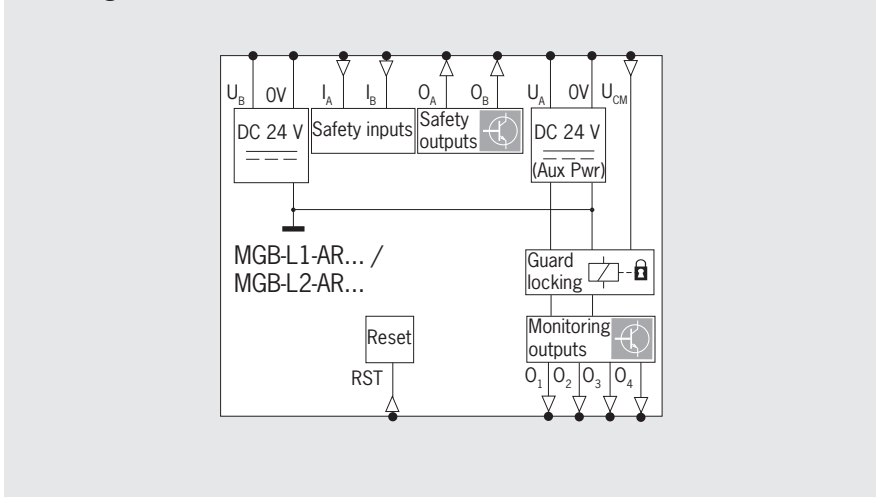 U_B 0V I_A I_B O_A O_B U_A 0V U_CM
DC 24 V
Safety inputs
Safety
outputs
DC 24 V
(Aux Pwr)
MGB-L1-AR... /
MGB-L2-AR...
Guard
locking
Reset
Monitoring
outputs
RST
O_1 O_2 O_3 O_4